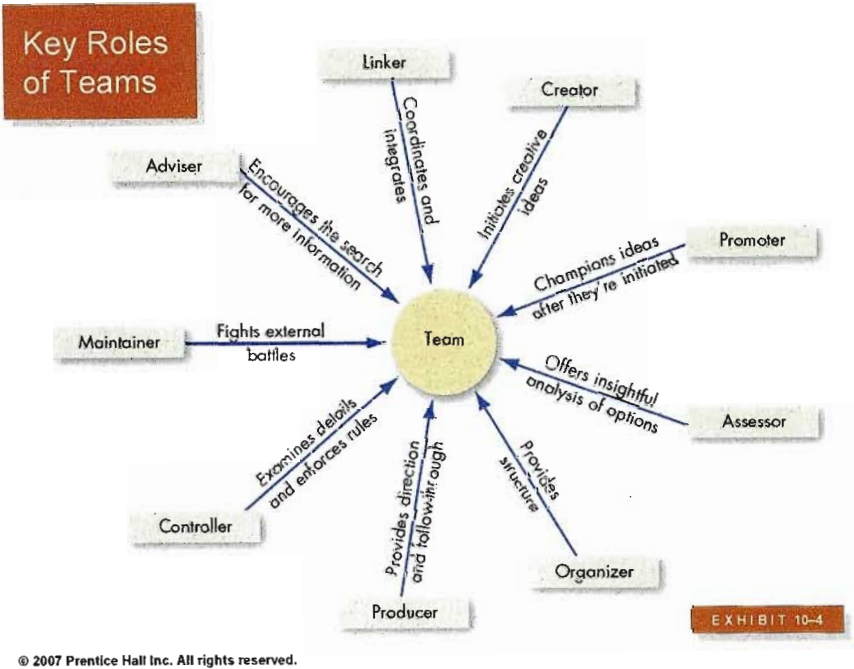 Key Roles
of Teams
Linker
Coordinates and
integrates
Creator
Initiates creative
ideas
Promoter
Champions ideas
after they're initiated
Assessor
Offers insightful
analysis of options
Organizer
Provides
structure
Producer
Provides direction
and follow-through
Controller
Examines details
and enforces rules
Maintainer
Fights external
battles
Adviser
Encourages the search
for more information
Team
EXHIBIT 10–4
© 2007 Prentice Hall Inc. All rights reserved.